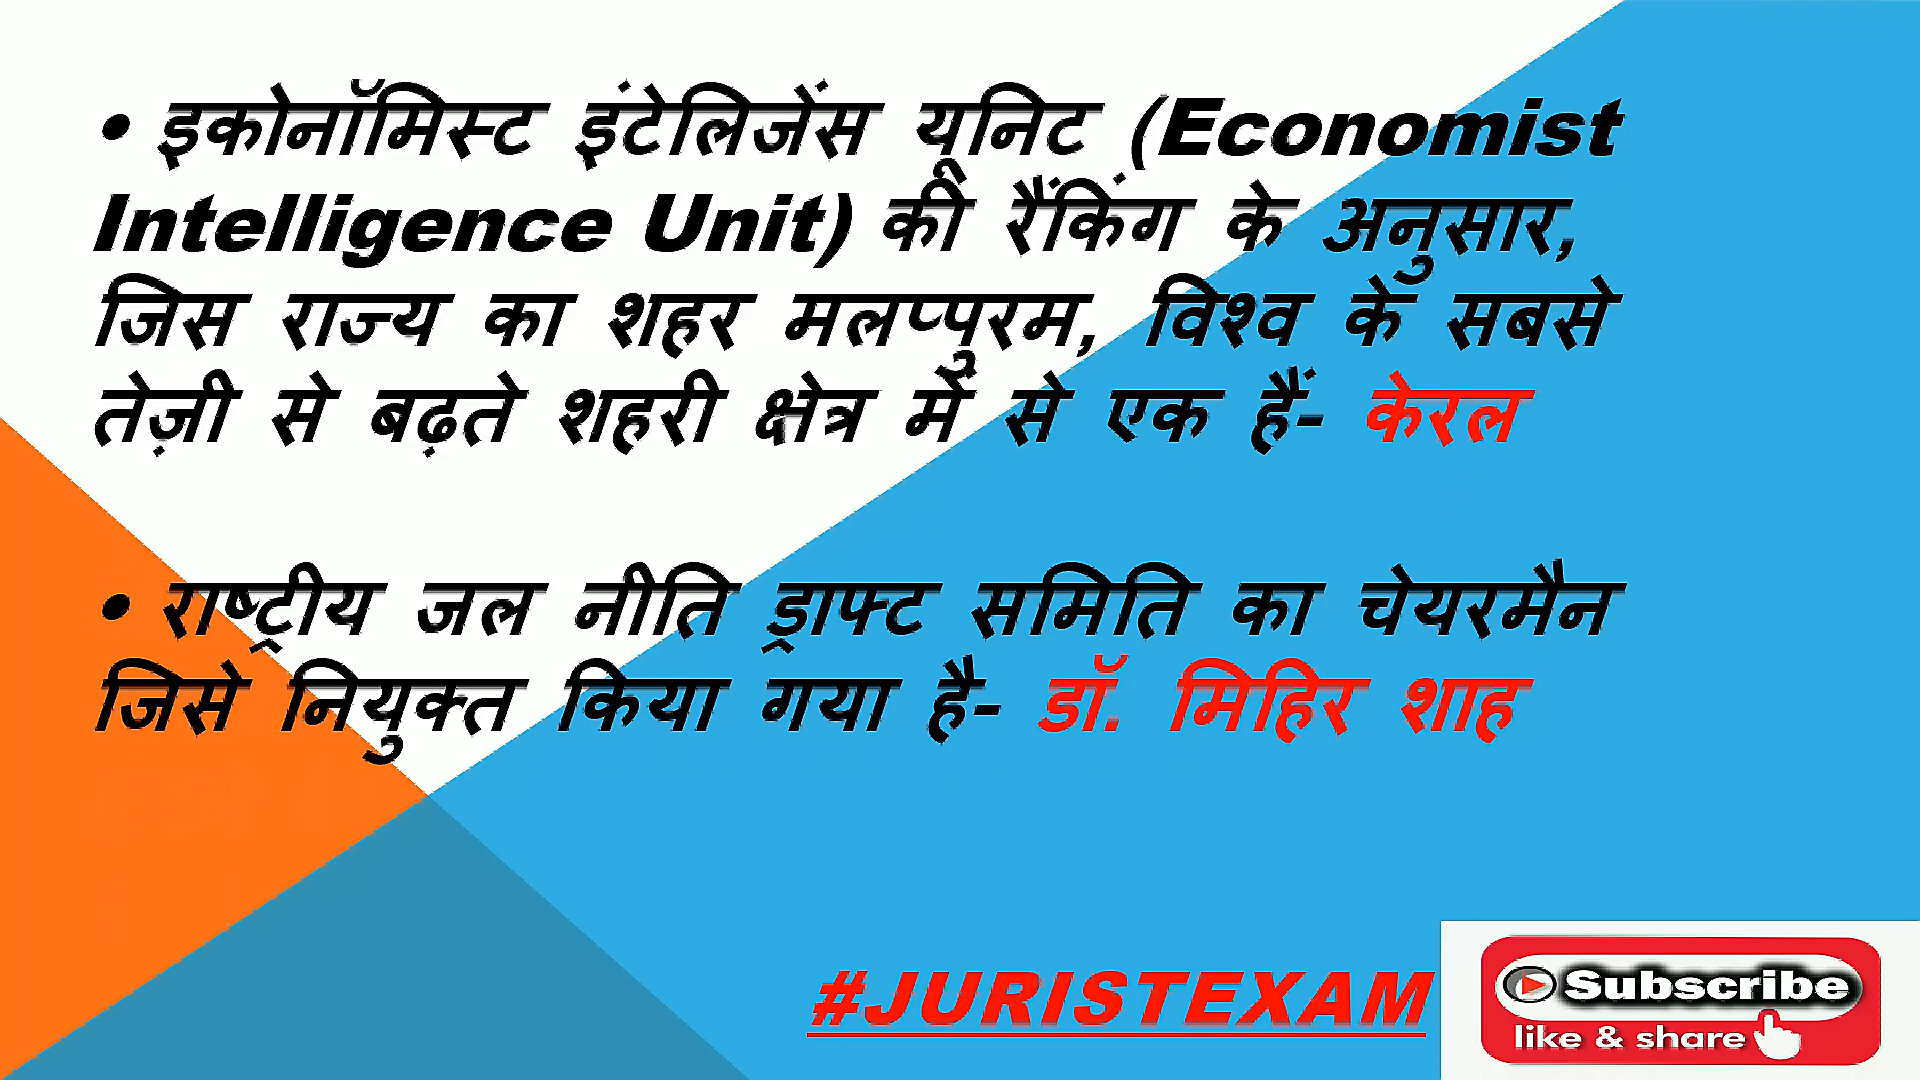 • इकोनॉमिस्ट इंटेलिजेंस यूनिट (Economist
Intelligence Unit) की रैंकिंग के अनुसार,
जिस राज्य का शहर मलप्पुरम, विश्व के सबसे
तेज़ी से बढ़ते शहरी क्षेत्र में से एक हैं- केरल
• राष्ट्रीय जल नीति ड्राफ्ट समिति का चेयरमैन
जिसे नियुक्त किया गया है- डॉ. मिहिर शाह
#JURISTEXAM
Subscribe
like & share